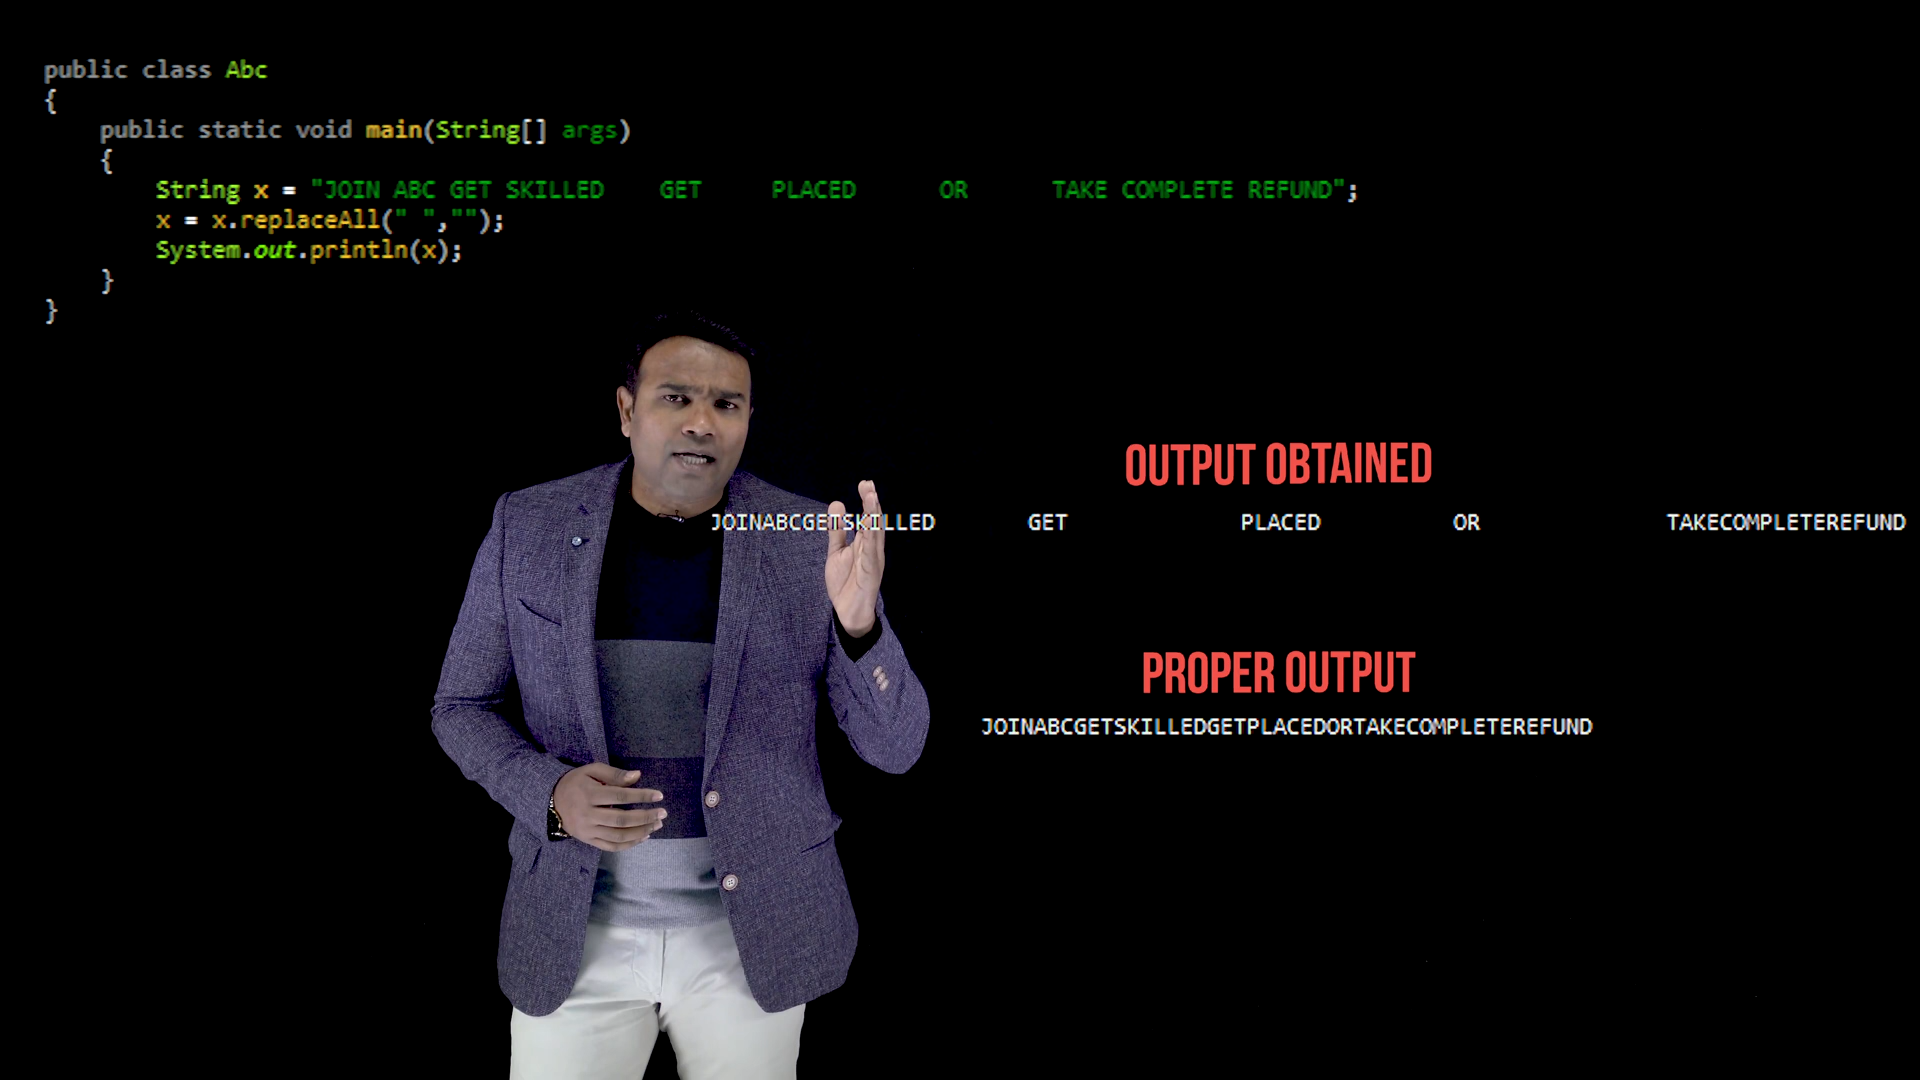 public class Abc
{
    public static void main(String[] args)
    {
        String x = "JOIN ABC GET SKILLED    GET     PLACED      OR      TAKE COMPLETE REFUND";
        x = x.replaceAll(" ","");
        System.out.println(x);
    }
}
OUTPUT OBTAINED
JOINABCGETSKILLED       GET             PLACED          OR              TAKECOMPLETEREFUND
PROPER OUTPUT
JOINABCGETSKILLEDGETPLACEDORTAKECOMPLETEREFUND